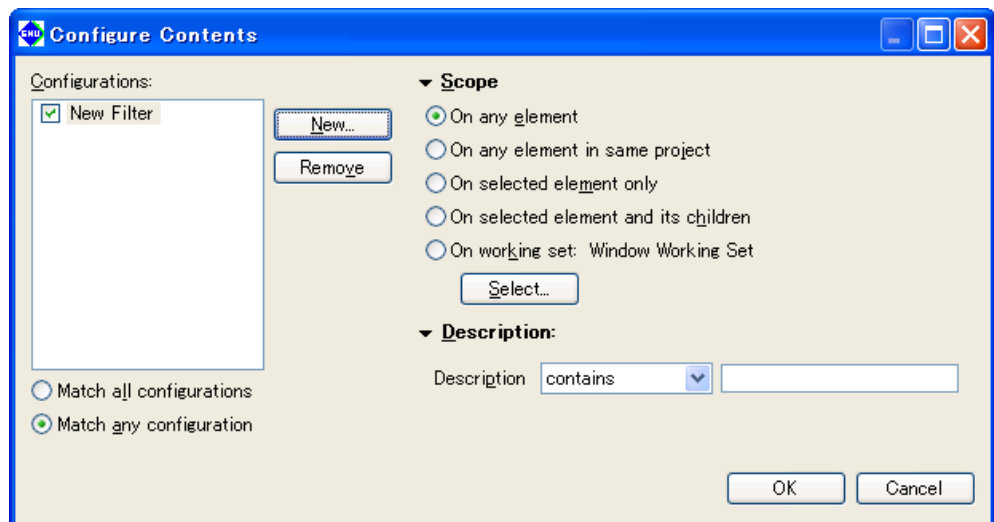 GNU Configure Contents
Configurations:
New Filter
New...
Remove
Match all configurations
Match any configuration
Scope
On any element
On any element in same project
On selected element only
On selected element and its children
On working set: Window Working Set
Select...
Description:
Description contains
OK Cancel